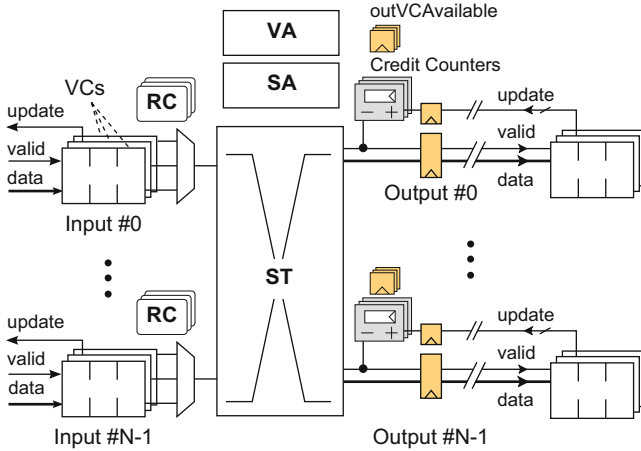 outVCAvailable
VA
SA
Credit Counters
VCs
RC
update
valid
data
Input #0
− +
update
valid
data
Output #0
ST
RC
update
valid
data
Input #N-1
− +
update
valid
data
Output #N-1